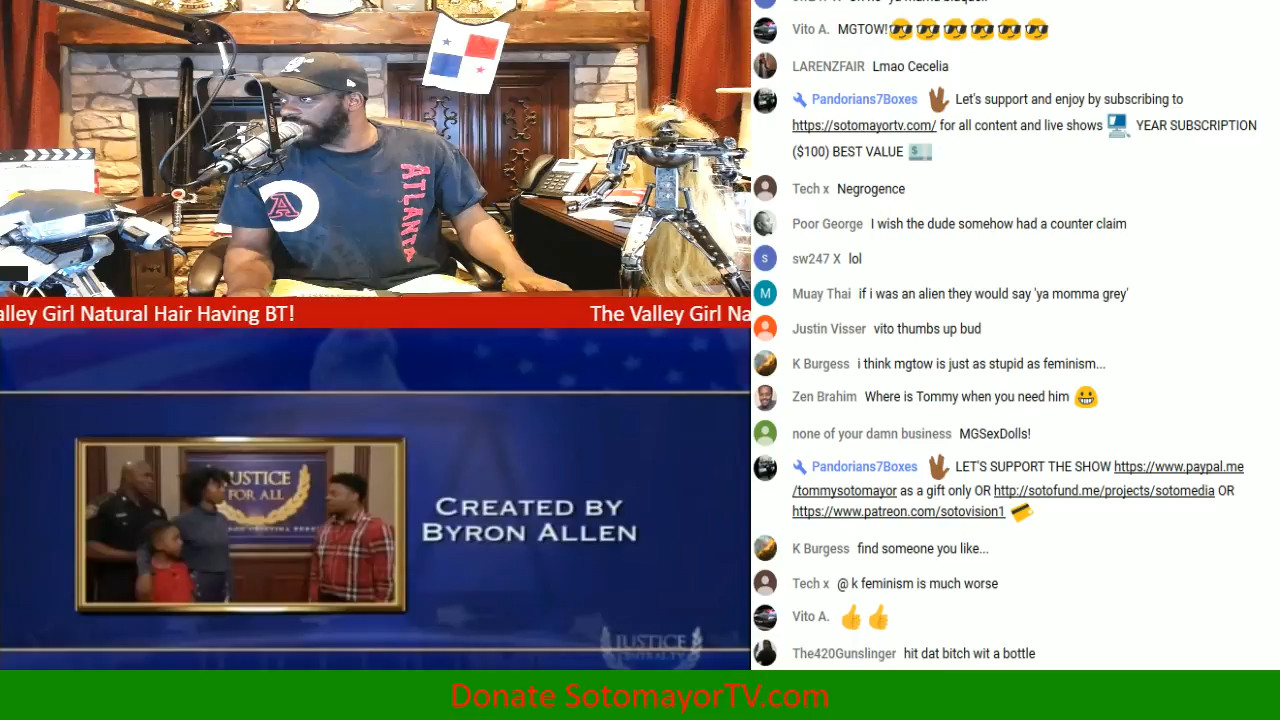 ATLANTA
A
alley Girl Natural Hair Having BT!
The Valley Girl Na
JUSTICE
FOR ALL
CREATED BY
BYRON ALLEN
JUSTICE
CENTRAL.TV
Vito A. MGTOW!😎😎😎😎😎😎
LARENZFAIR Lmao Cecelia
Pandorians7Boxes 🖖🏾 Let's support and enjoy by subscribing to
https://sotomayortv.com/ for all content and live shows 💻 YEAR SUBSCRIPTION
($100) BEST VALUE 💵
Tech x Negrogence
Poor George I wish the dude somehow had a counter claim
S sw247 X lol
M Muay Thai if i was an alien they would say 'ya momma grey'
Justin Visser vito thumbs up bud
K Burgess i think mgtow is just as stupid as feminism...
Zen Brahim Where is Tommy when you need him 😬
none of your damn business MGSexDolls!
Pandorians7Boxes 🖖🏾 LET'S SUPPORT THE SHOW https://www.paypal.me
/tommysotomayor as a gift only OR http://sotofund.me/projects/sotomedia OR
https://www.patreon.com/sotovision1 💳
K Burgess find someone you like...
Tech x @ k feminism is much worse
Vito A. 👍👍
The420Gunslinger hit dat bitch wit a bottle
Donate SotomayorTV.com